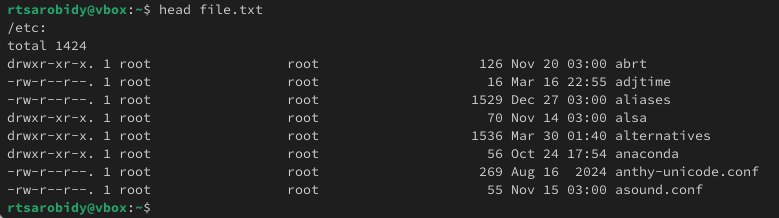 rtsarobidy@vbox:~$ head file.txt
/etc:
total 1424
drwxr-xr-x. 1 root                root                     126 Nov 20 03:00 abrt
-rw-r--r--. 1 root                root                      16 Mar 16 22:55 adjtime
-rw-r--r--. 1 root                root                    1529 Dec 27 03:00 aliases
drwxr-xr-x. 1 root                root                      70 Nov 14 03:00 alsa
drwxr-xr-x. 1 root                root                    1536 Mar 30 01:40 alternatives
drwxr-xr-x. 1 root                root                      56 Oct 24 17:54 anaconda
-rw-r--r--. 1 root                root                     269 Aug 16  2024 anthy-unicode.conf
-rw-r--r--. 1 root                root                      55 Nov 15 03:00 asound.conf
rtsarobidy@vbox:~$